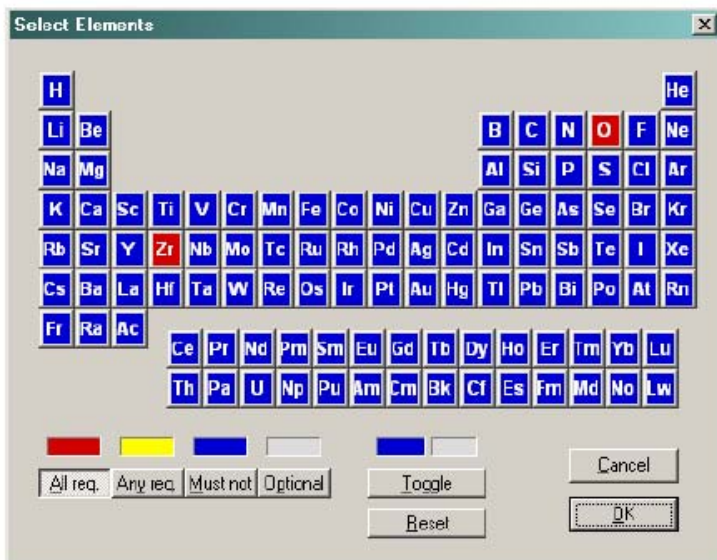 Select Elements
H He
Li Be B C N O F Ne
Na Mg Al Si P S Cl Ar
K Ca Sc Ti V Cr Mn Fe Co Ni Cu Zn Ga Ge As Se Br Kr
Rb Sr Y Zr Nb Mo Tc Ru Rh Pd Ag Cd In Sn Sb Te I Xe
Cs Ba La Hf Ta W Re Os Ir Pt Au Hg Tl Pb Bi Po At Rn
Fr Ra Ac
Ce Pr Nd Pm Sm Eu Gd Tb Dy Ho Er Tm Yb Lu
Th Pa U Np Pu Am Cm Bk Cf Es Fm Md No Lw
All req. Any req. Must not Optional Toggle Cancel
Reset OK